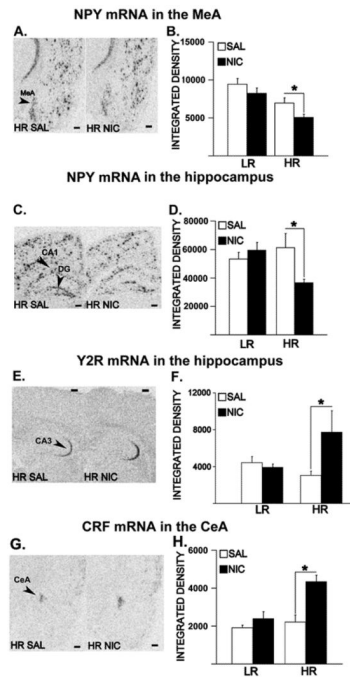 NPY mRNA in the MeA
A.
MeA
HR SAL
HR NIC
B.
INTEGRATED DENSITY
15000
10000
5000
SAL
NIC
*
LR
HR
NPY mRNA in the hippocampus
C.
CA1
DG
HR SAL
HR NIC
D.
INTEGRATED DENSITY
80000
60000
40000
20000
SAL
NIC
*
LR
HR
Y2R mRNA in the hippocampus
E.
CA3
HR SAL
HR NIC
F.
INTEGRATED DENSITY
12000
8000
4000
SAL
NIC
*
LR
HR
CRF mRNA in the CeA
G.
CeA
HR SAL
HR NIC
H.
INTEGRATED DENSITY
6000
4000
2000
0
SAL
NIC
*
LR
HR